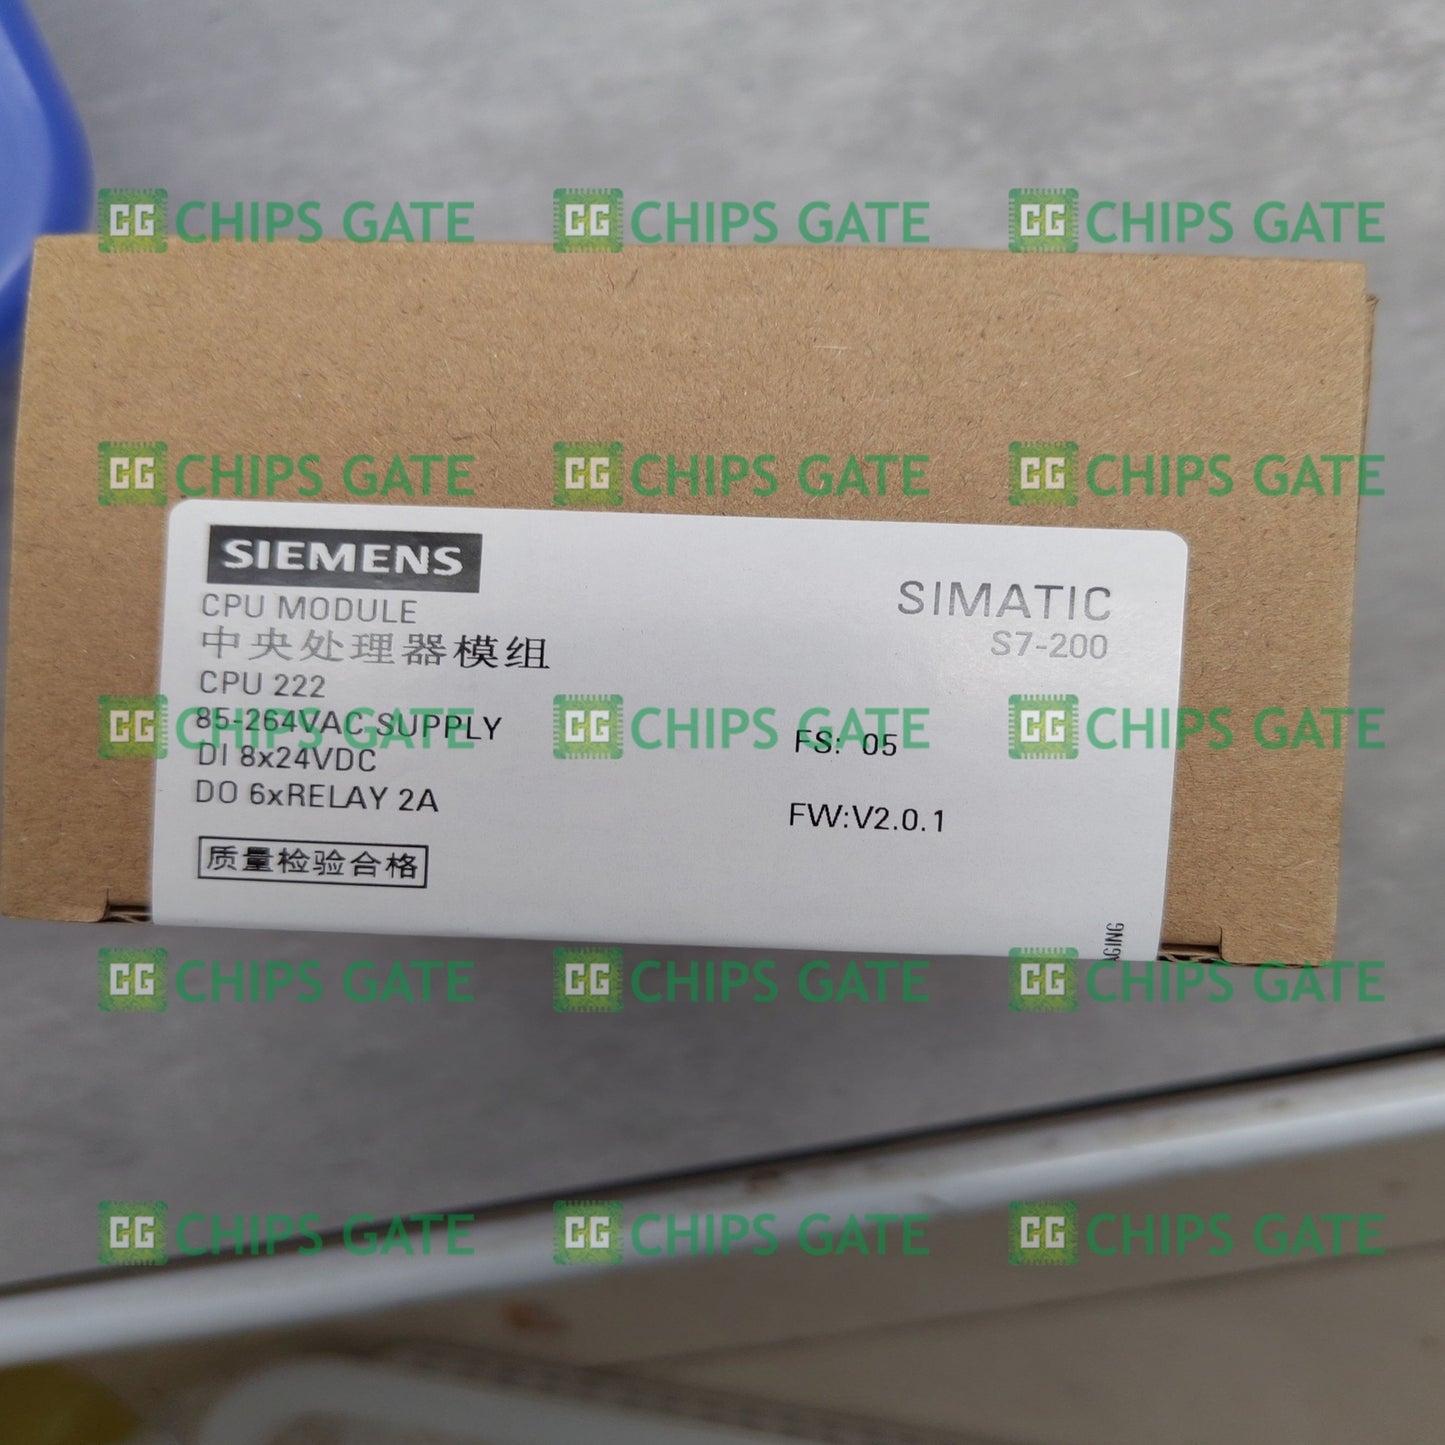 CG CHIPS GATE CG CHIPS GATE CG CHIPS GATE
CG CHIPS GATE CG CHIPS GATE CG CHIPS GATE
SIEMENS
CPU MODULE
中央处理器模组
CPU 222
85-264VAC SUPPLY
DI 8x24VDC
DO 6xRELAY 2A
质量检验合格
SIMATIC
S7-200
FS: 05
FW:V2.0.1
CG CHIPS GATE CG CHIPS GATE CG CHIPS GATE
CG CHIPS GATE CG CHIPS GATE CG CHIPS GATE
CG CHIPS GATE CG CHIPS GATE CG CHIPS GATE